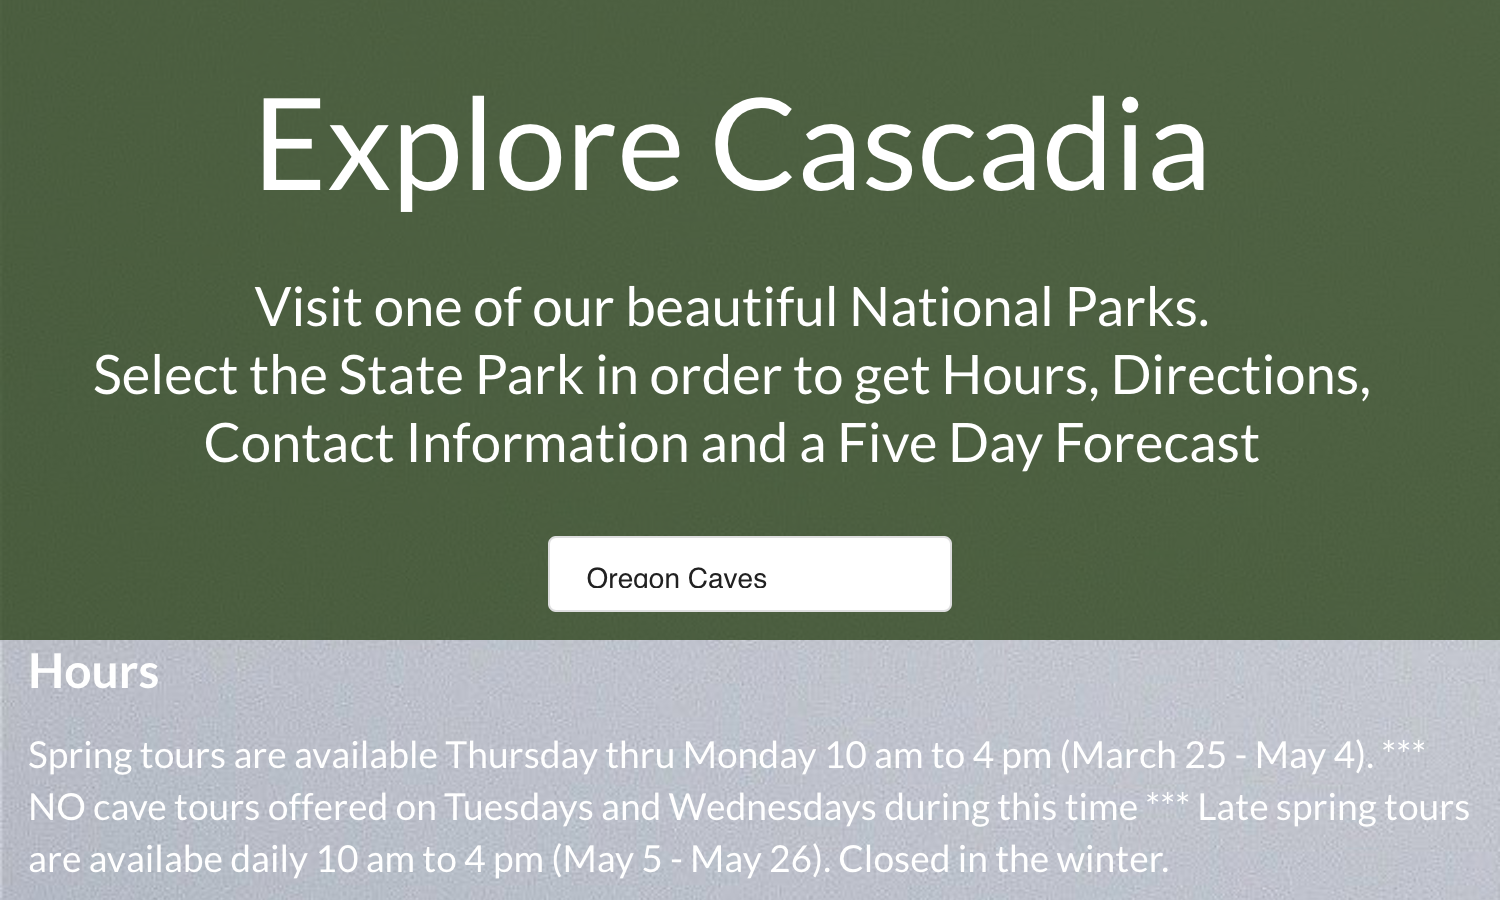 Explore Cascadia
Visit one of our beautiful National Parks.
Select the State Park in order to get Hours, Directions,
Contact Information and a Five Day Forecast
Oregon Caves
Hours
Spring tours are available Thursday thru Monday 10 am to 4 pm (March 25 - May 4). ***
NO cave tours offered on Tuesdays and Wednesdays during this time *** Late spring tours
are availabe daily 10 am to 4 pm (May 5 - May 26). Closed in the winter.